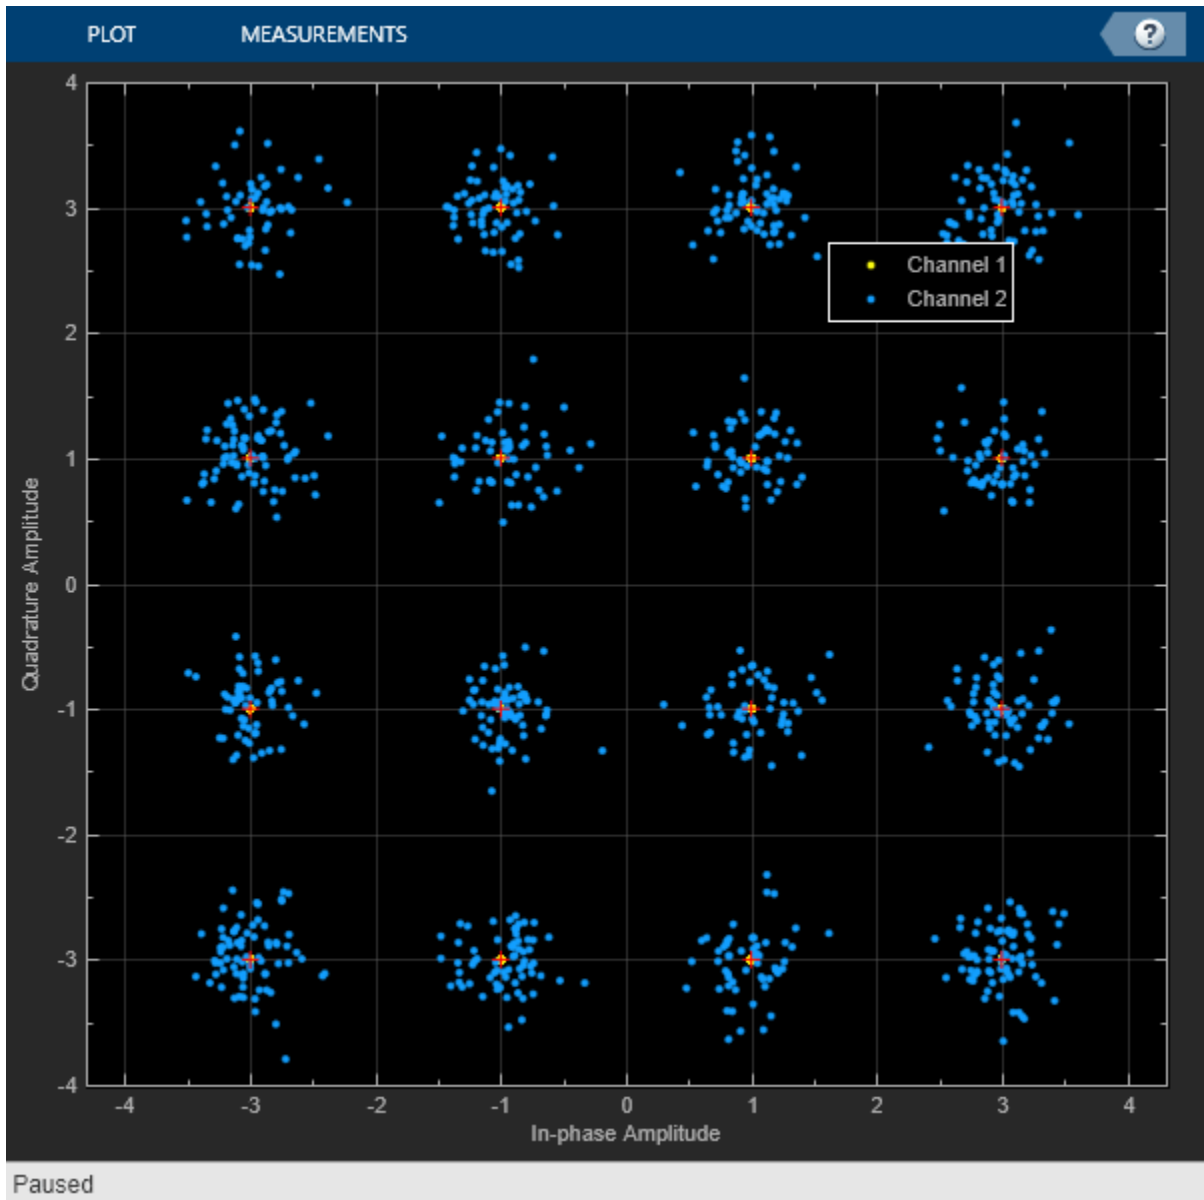 PLOT MEASUREMENTS ?
4
3
Channel 1
Channel 2
2
1
0
-1
-2
-3
-4
Quadrature Amplitude
-4 -3 -2 -1 0 1 2 3 4
In-phase Amplitude
Paused